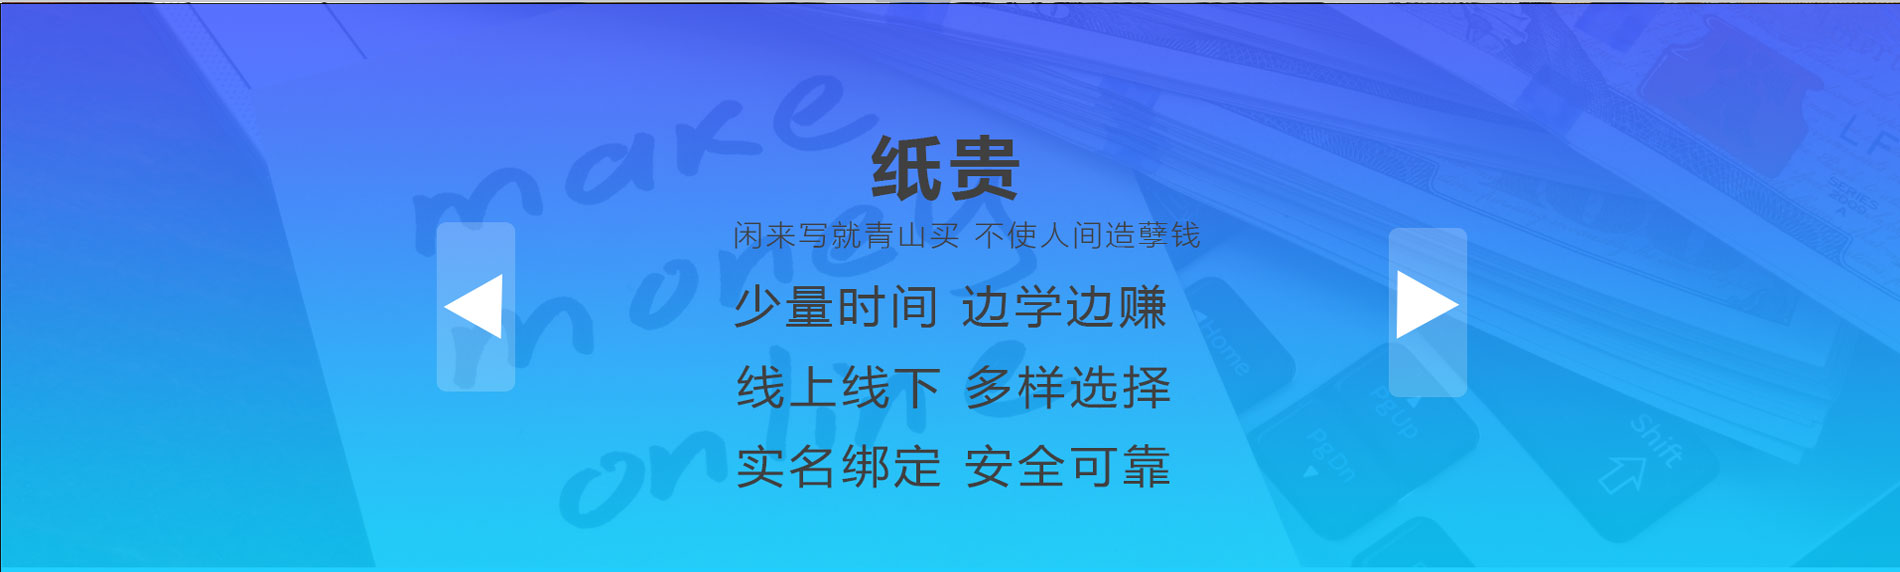 make
纸贵
money
闲来写就青山买 不使人间造孽钱
少量时间 边学边赚
online
线上线下 多样选择
实名绑定 安全可靠
Home
PgUp
PgDn
Shift
LF
SERIES